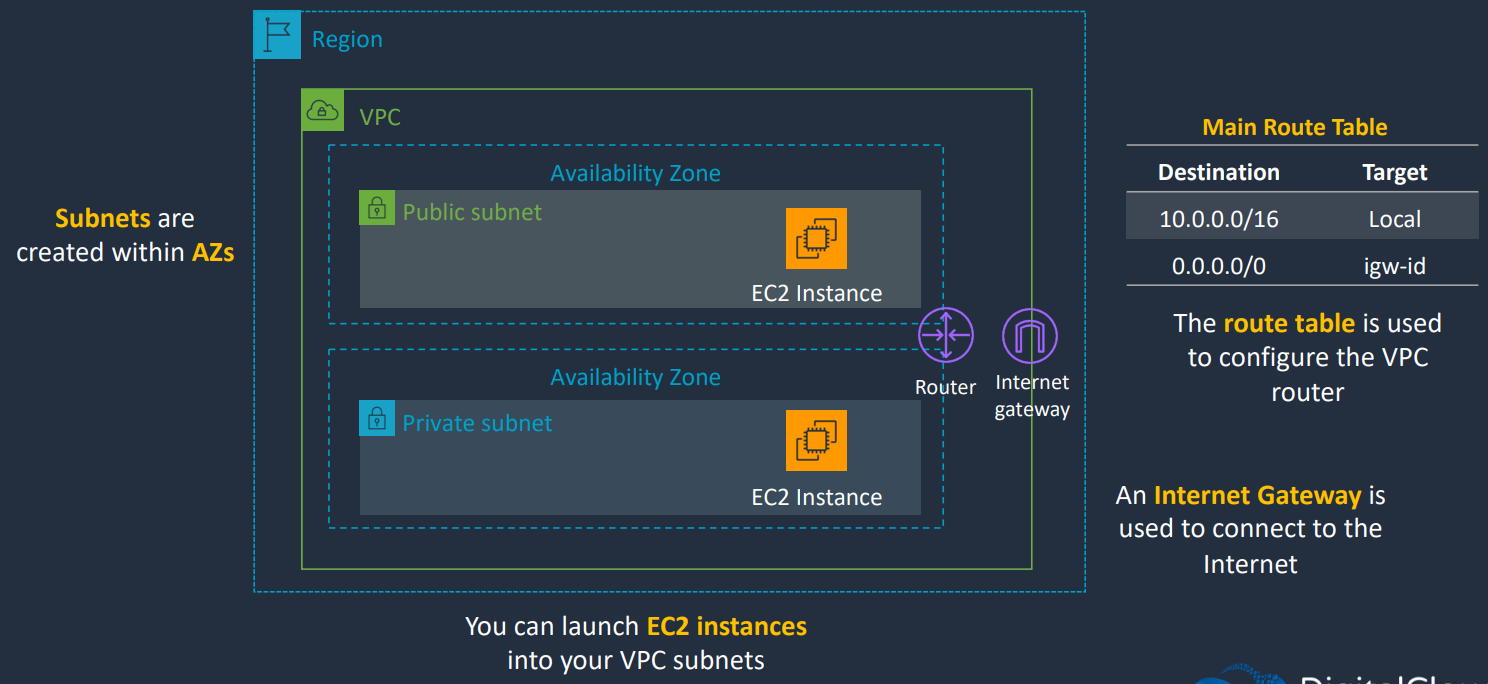 Region
VPC
Availability Zone
Public subnet
EC2 Instance
Availability Zone
Private subnet
EC2 Instance
Router
Internet
gateway
Subnets are
created within AZs
Main Route Table
Destination Target
10.0.0.0/16 Local
0.0.0.0/0 igw-id
The route table is used
to configure the VPC
router
An Internet Gateway is
used to connect to the
Internet
You can launch EC2 instances
into your VPC subnets